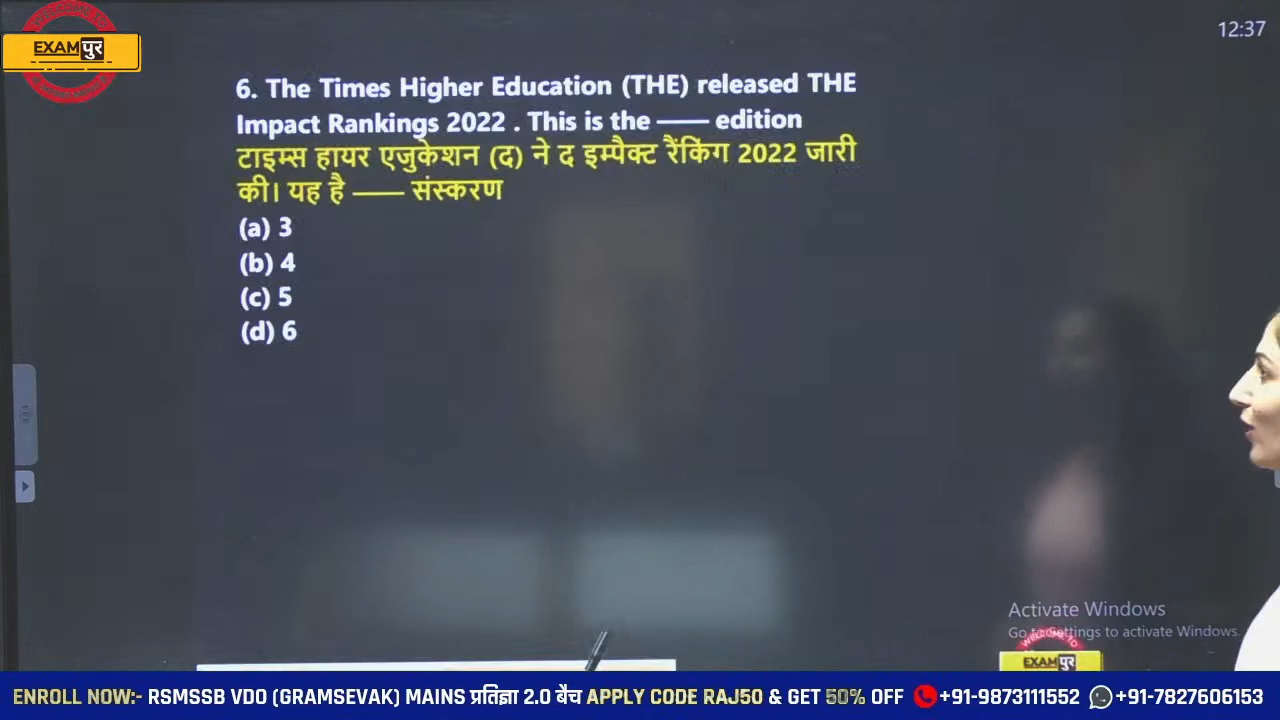 EXAMपुर
12:37
6. The Times Higher Education (THE) released THE
Impact Rankings 2022 . This is the —— edition
टाइम्स हायर एजुकेशन (द) ने द इम्पैक्ट रैंकिंग 2022 जारी
की। यह है —— संस्करण
(a) 3
(b) 4
(c) 5
(d) 6
Activate Windows
Go to Settings to activate Windows.
WELCOME TO
EXAMपुर
ENROLL NOW:- RSMSSB VDO (GRAMSEVAK) MAINS प्रतिज्ञा 2.0 बैच APPLY CODE RAJ50 & GET 50% OFF +91-9873111552 +91-7827606153